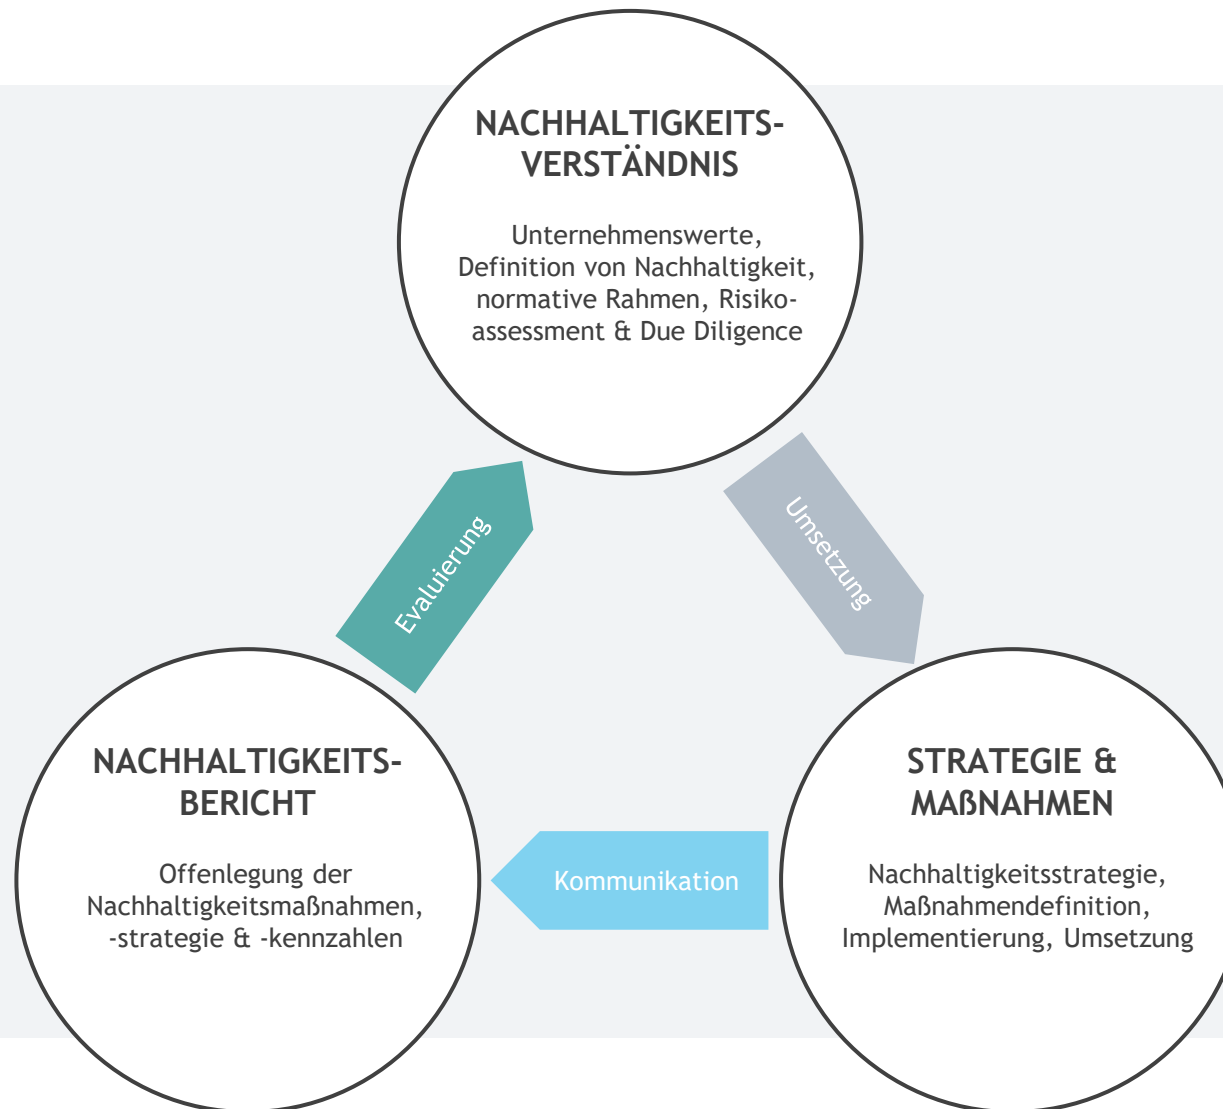 NACHHALTIGKEITS-
VERSTÄNDNIS
Unternehmenswerte,
Definition von Nachhaltigkeit,
normative Rahmen, Risiko-
assessment & Due Diligence
Umsetzung
STRATEGIE &
MAßNAHMEN
Nachhaltigkeitsstrategie,
Maßnahmendefinition,
Implementierung, Umsetzung
Kommunikation
NACHHALTIGKEITS-
BERICHT
Offenlegung der
Nachhaltigkeitsmaßnahmen,
-strategie & -kennzahlen
Evaluierung